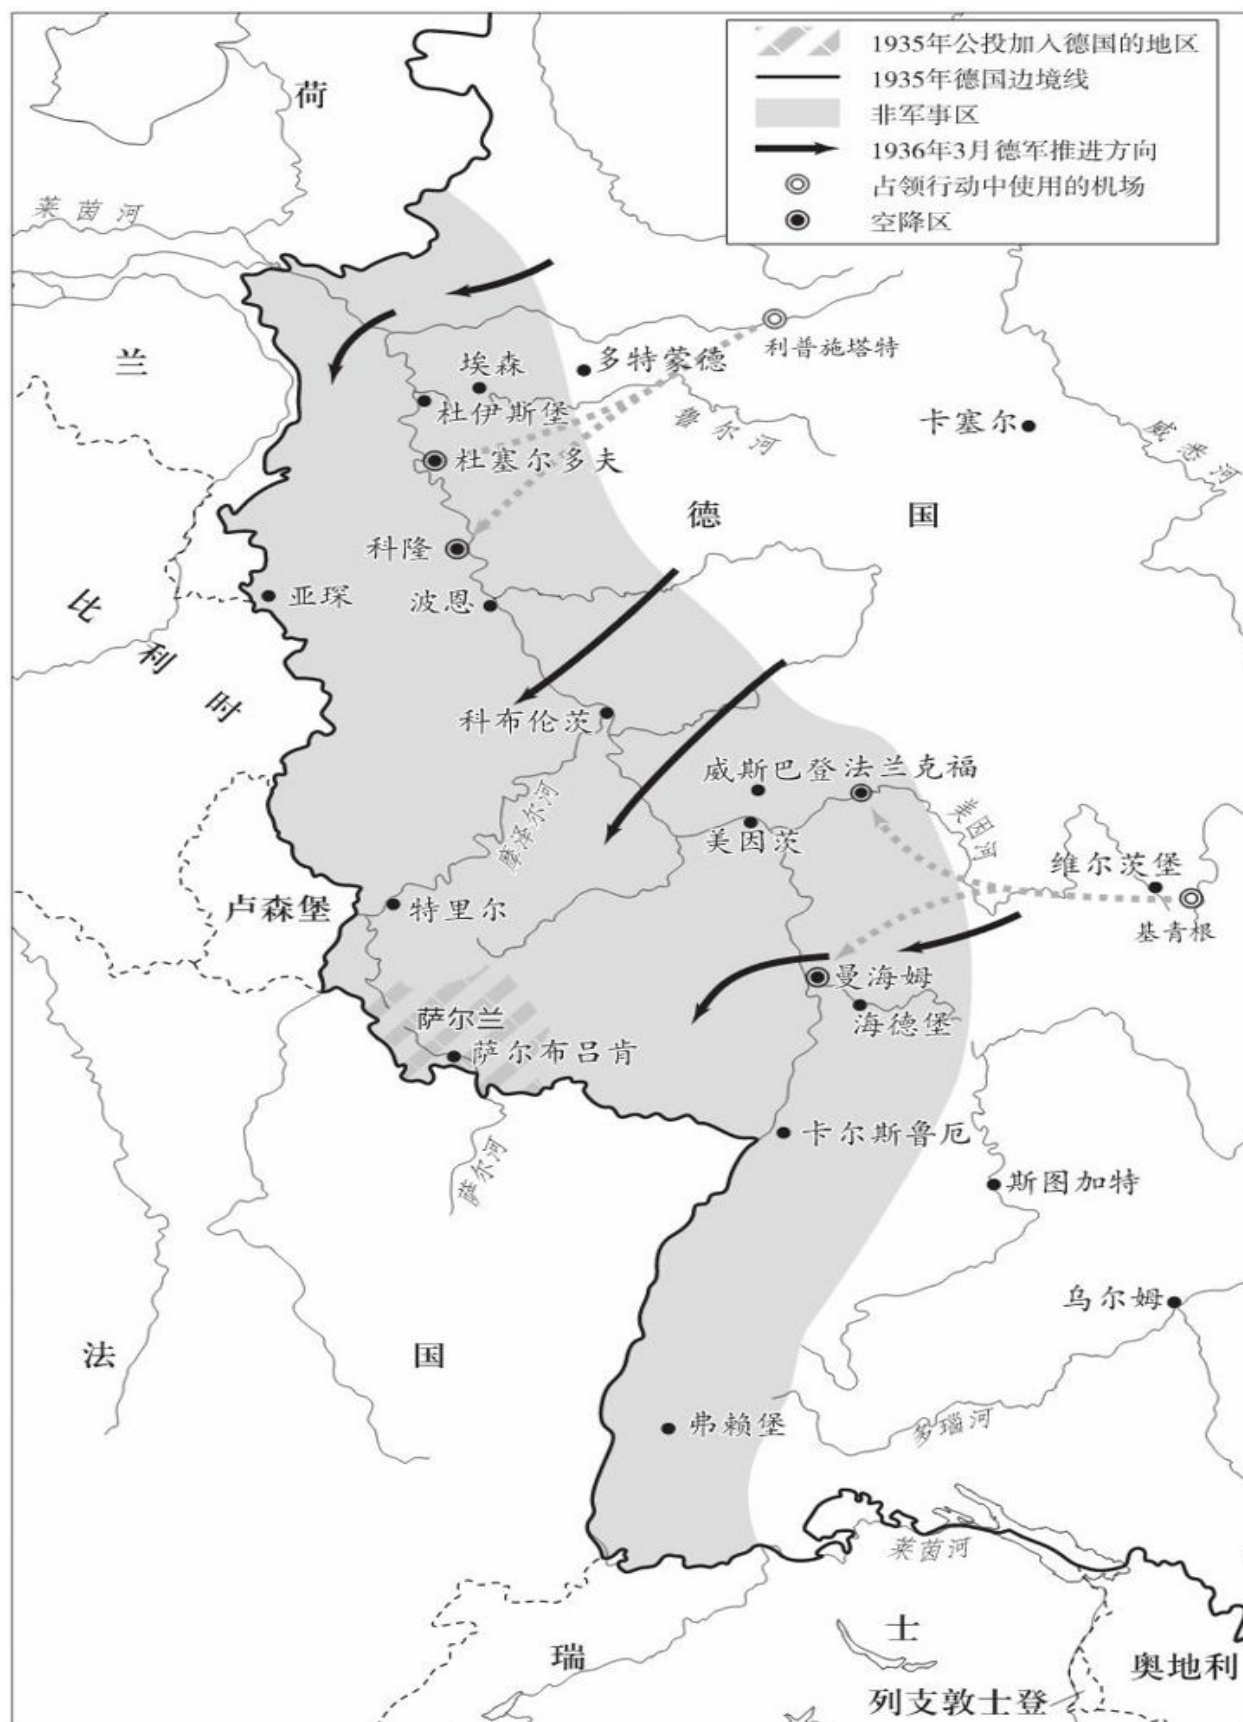 1935年公投加入德国的地区
1935年德国边境线
非军事区
1936年3月德军推进方向
占领行动中使用的机场
空降区
荷
莱茵河
兰
利普施塔特
埃森
多特蒙德
杜伊斯堡
鲁尔河
卡塞尔
威悉河
杜塞尔多夫
德国
科隆
亚琛
波恩
比利时
科布伦茨
威斯巴登
法兰克福
摩泽尔河
美因茨
美因河
维尔茨堡
卢森堡
特里尔
基青根
曼海姆
萨尔兰
海德堡
萨尔布吕肯
卡尔斯鲁厄
萨尔河
斯图加特
乌尔姆
法国
弗赖堡
多瑙河
莱茵河
瑞士
奥地利
列支敦士登